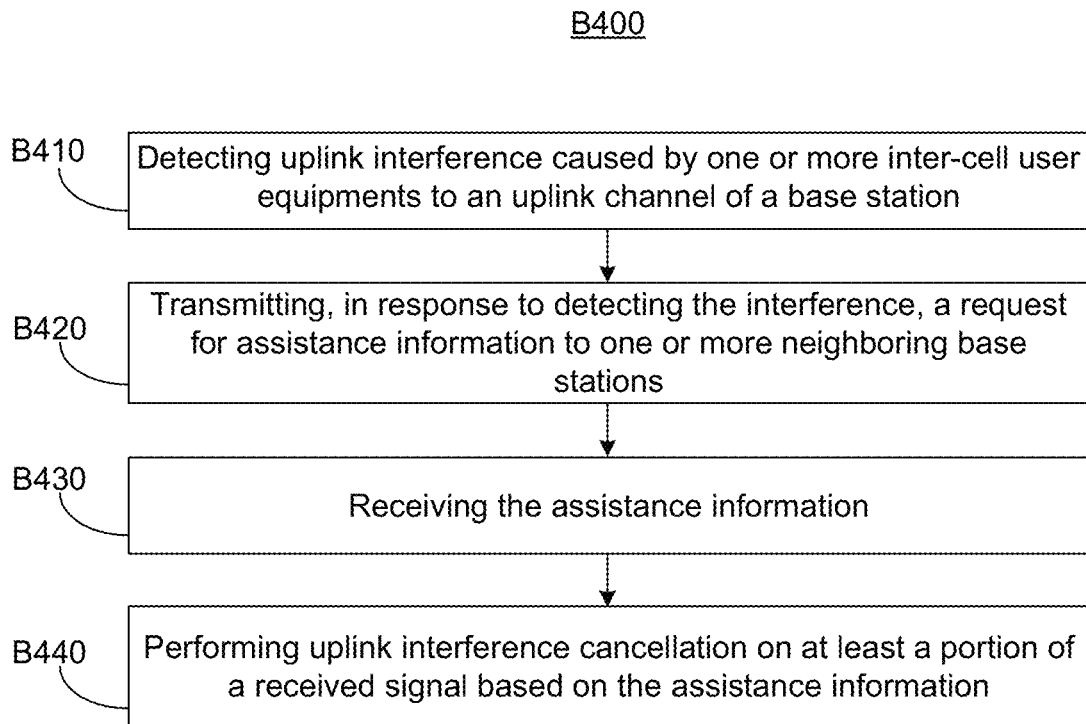 B400
B410
Detecting uplink interference caused by one or more inter-cell user
equipments to an uplink channel of a base station
B420
Transmitting, in response to detecting the interference, a request
for assistance information to one or more neighboring base
stations
B430
Receiving the assistance information
B440
Performing uplink interference cancellation on at least a portion of
a received signal based on the assistance information